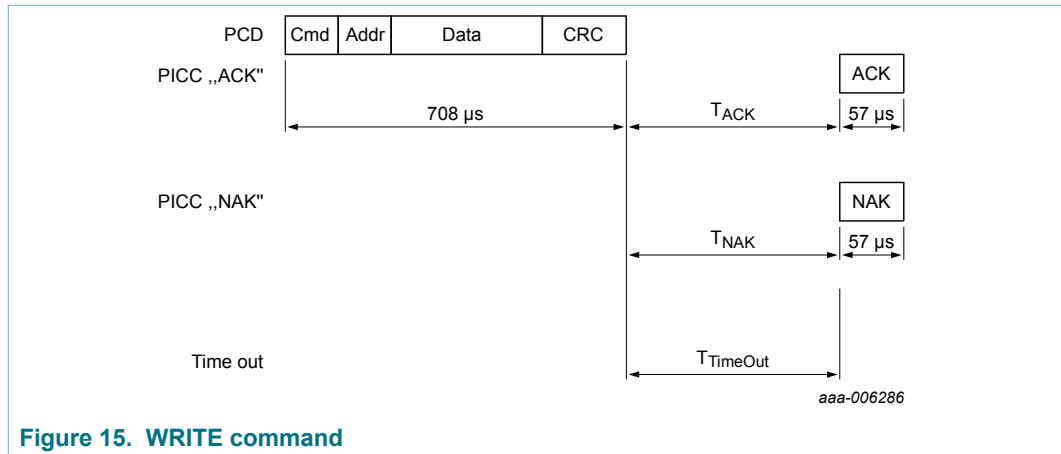 PCD Cmd Addr Data CRC
PICC ,,ACK" ACK
708 µs TACK 57 µs
PICC ,,NAK" NAK
TNAK 57 µs
Time out TTimeOut
aaa-006286
Figure 15. WRITE command